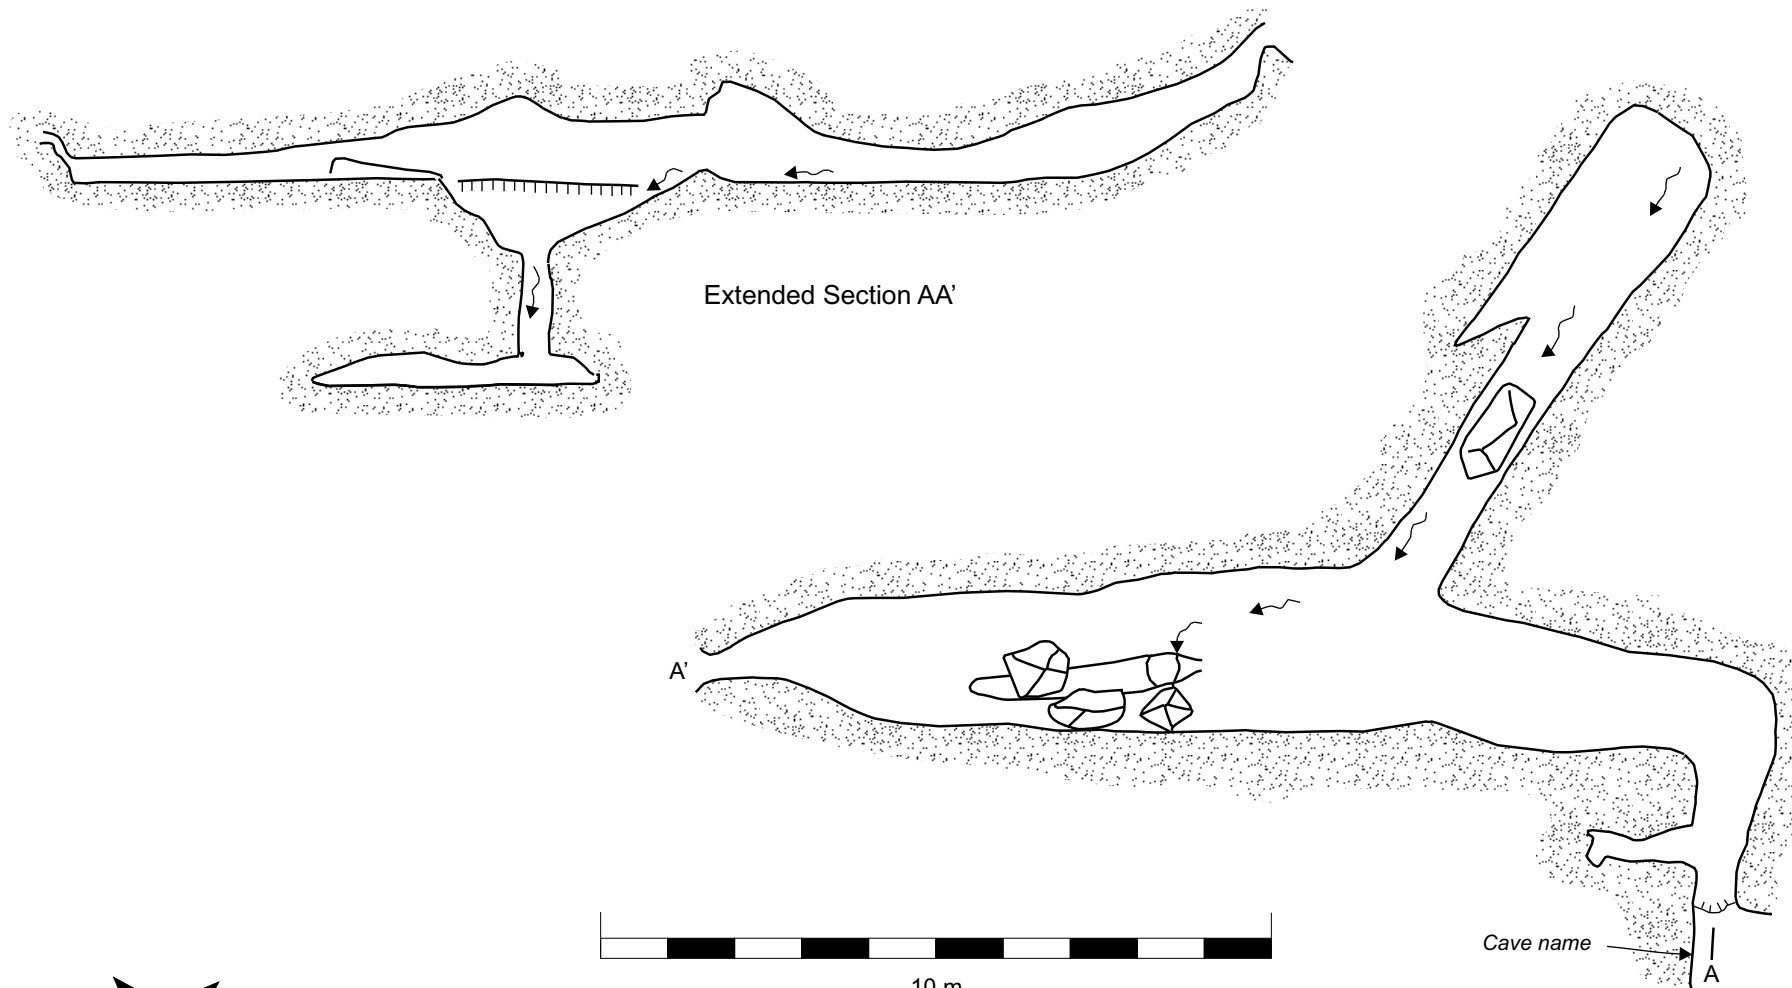 Extended Section AA’
A’
Cave name
A
10 m